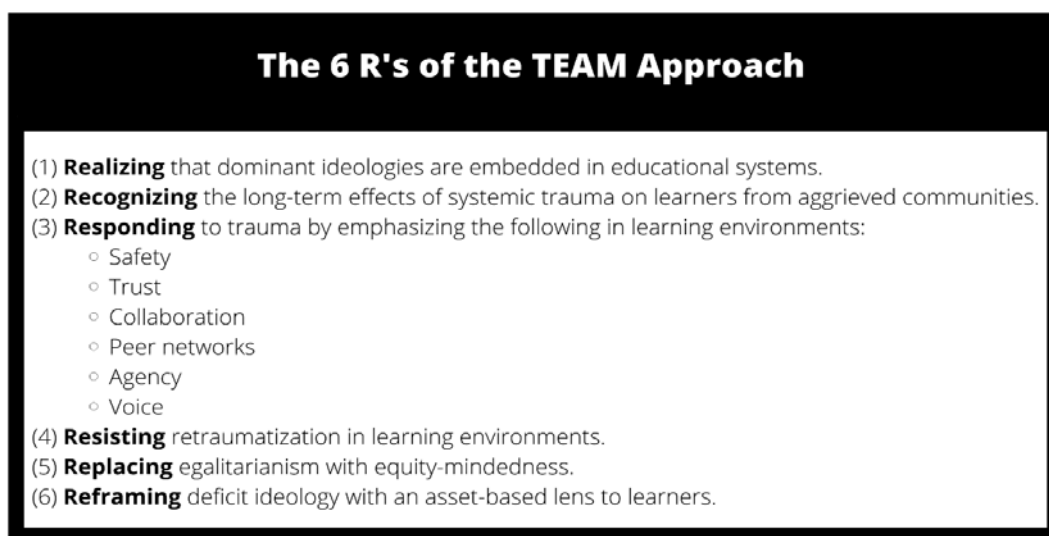 The 6 R's of the TEAM Approach
(1) Realizing that dominant ideologies are embedded in educational systems.
(2) Recognizing the long-term effects of systemic trauma on learners from aggrieved communities.
(3) Responding to trauma by emphasizing the following in learning environments:
◦ Safety
◦ Trust
◦ Collaboration
◦ Peer networks
◦ Agency
◦ Voice
(4) Resisting retraumatization in learning environments.
(5) Replacing egalitarianism with equity-mindedness.
(6) Reframing deficit ideology with an asset-based lens to learners.